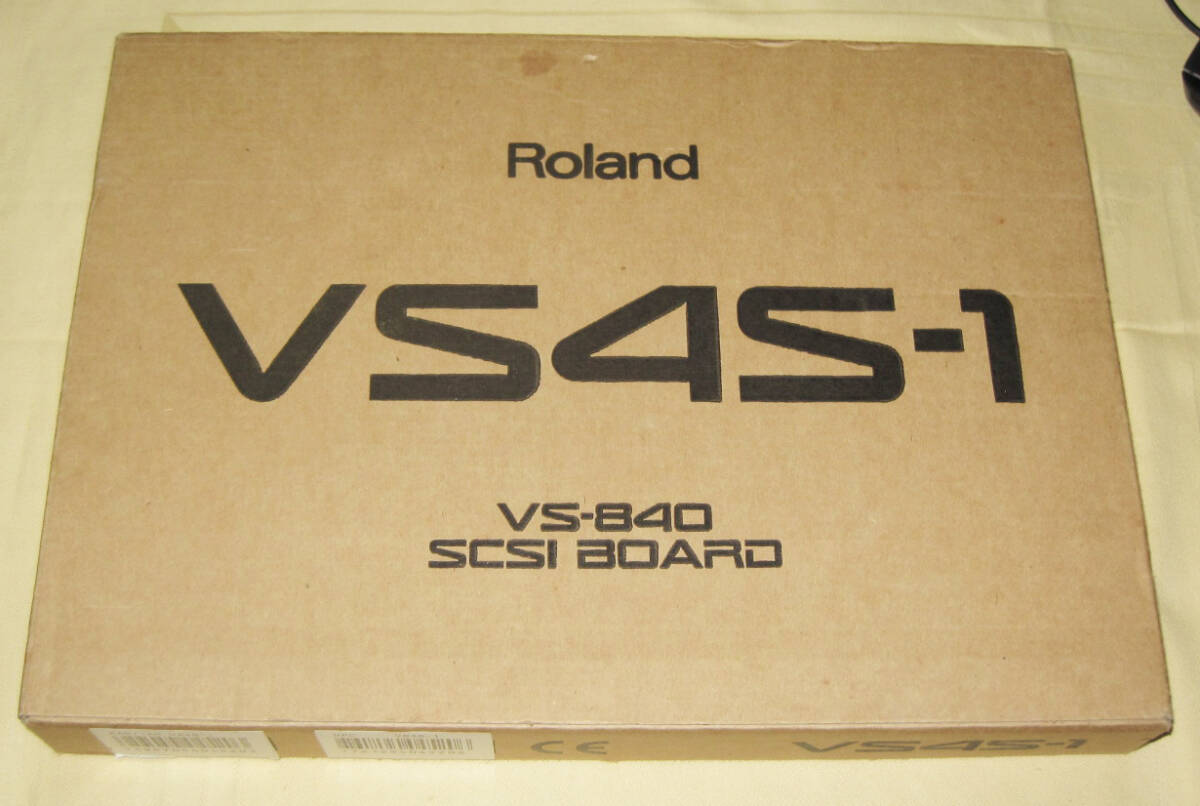 Roland
VS4S-1
VS-840
SCSI BOARD
CE
VS4S-1